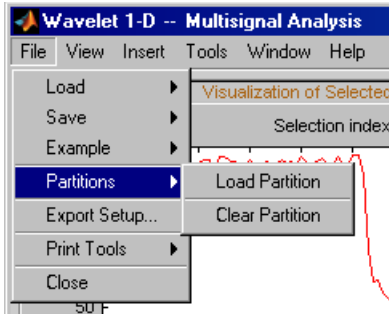 Wavelet 1-D -- Multisignal Analysis
File View Insert Tools Window Help
Load
Visualization of Selected
Save
Selection index
Example
Partitions
Load Partition
Export Setup...
Clear Partition
Print Tools
Close
50